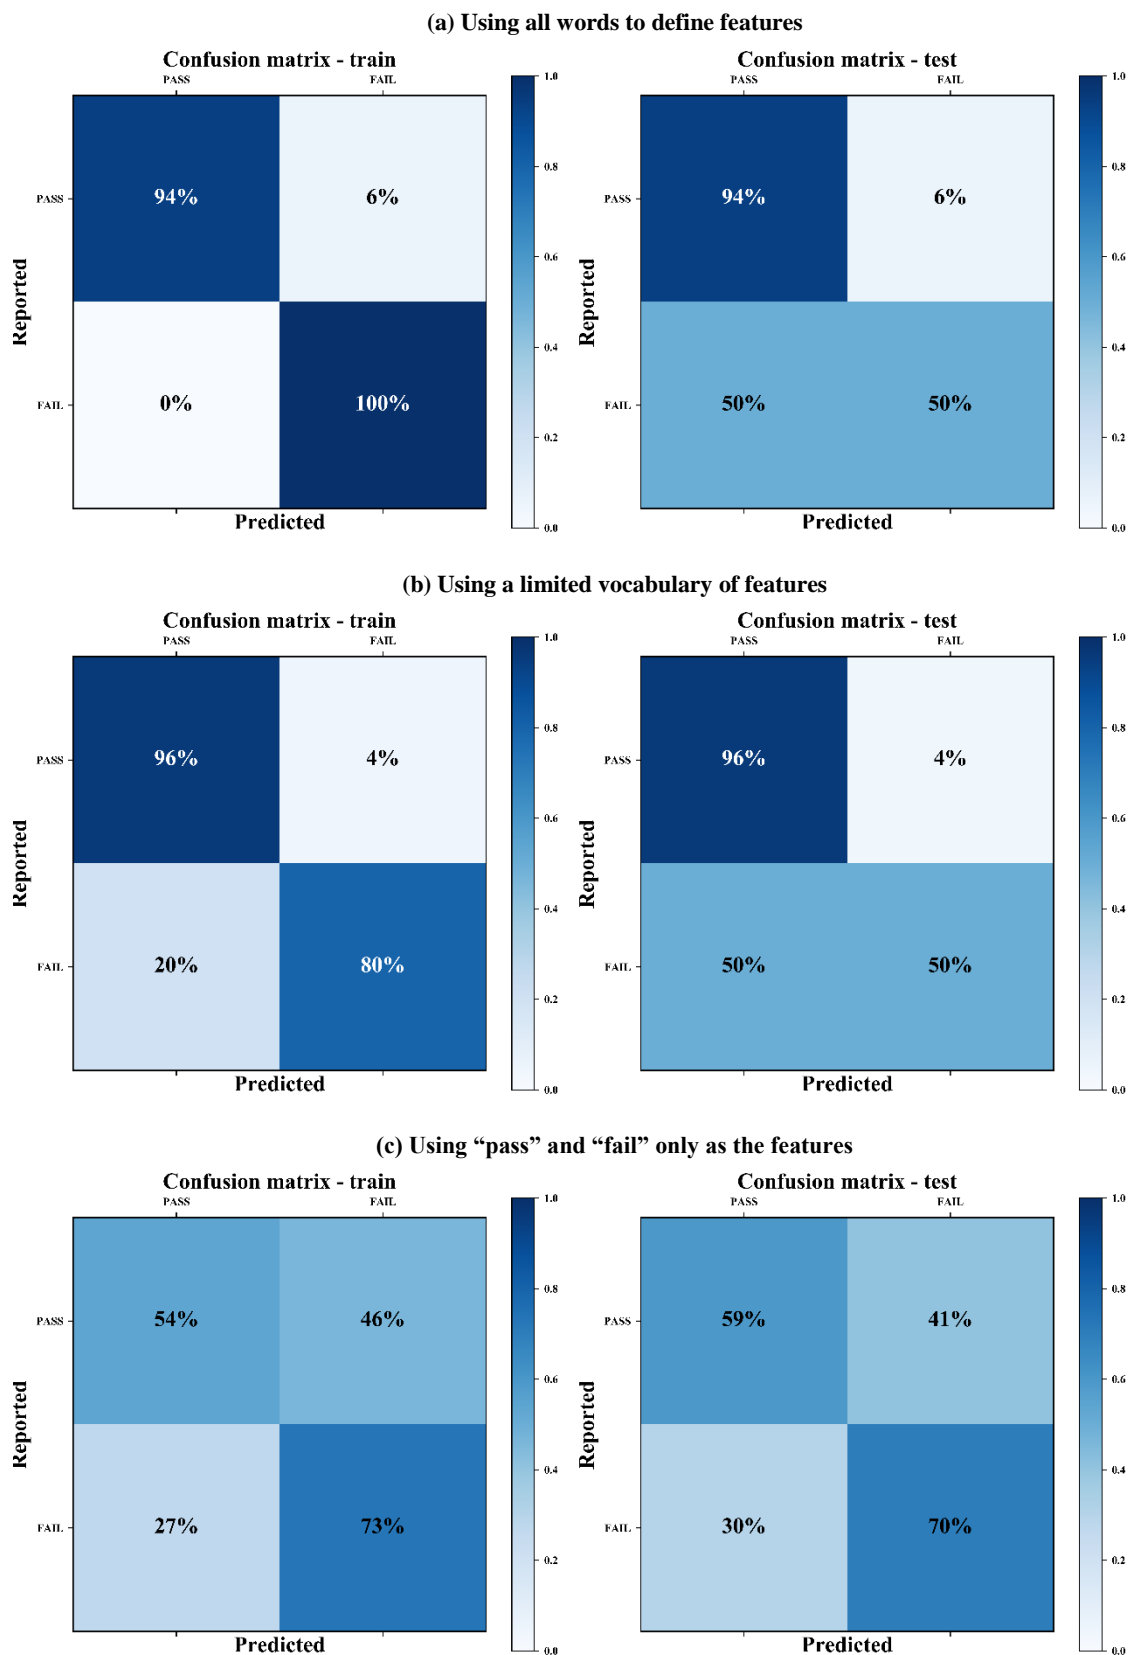 (a) Using all words to define features
Confusion matrix - train
PASS FAIL
1.0
0.8
0.6
0.4
0.2
0.0
PASS 94% 6%
FAIL 0% 100%
Reported
Predicted
Confusion matrix - test
PASS FAIL
1.0
0.8
0.6
0.4
0.2
0.0
PASS 94% 6%
FAIL 50% 50%
Reported
Predicted
(b) Using a limited vocabulary of features
Confusion matrix - train
PASS FAIL
1.0
0.8
0.6
0.4
0.2
0.0
PASS 96% 4%
FAIL 20% 80%
Reported
Predicted
Confusion matrix - test
PASS FAIL
1.0
0.8
0.6
0.4
0.2
0.0
PASS 96% 4%
FAIL 50% 50%
Reported
Predicted
(c) Using “pass” and “fail” only as the features
Confusion matrix - train
PASS FAIL
1.0
0.8
0.6
0.4
0.2
0.0
PASS 54% 46%
FAIL 27% 73%
Reported
Predicted
Confusion matrix - test
PASS FAIL
1.0
0.8
0.6
0.4
0.2
0.0
PASS 59% 41%
FAIL 30% 70%
Reported
Predicted